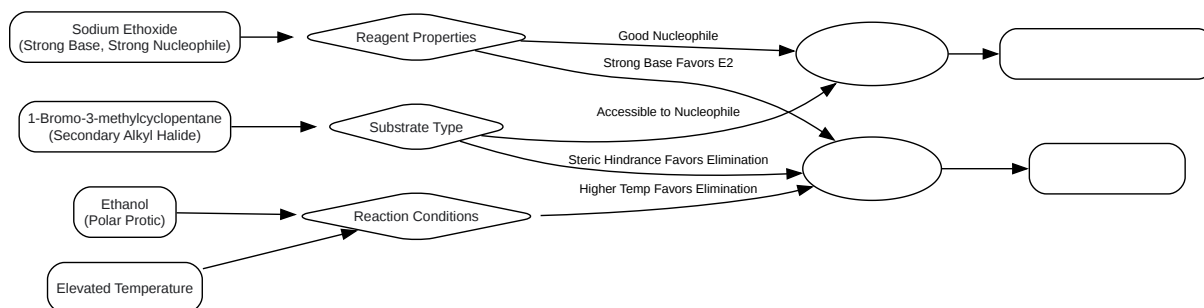 Sodium Ethoxide
(Strong Base, Strong Nucleophile)
Reagent Properties
Good Nucleophile
Strong Base Favors E2
1-Bromo-3-methylcyclopentane
(Secondary Alkyl Halide)
Substrate Type
Accessible to Nucleophile
Steric Hindrance Favors Elimination
Higher Temp Favors Elimination
Ethanol
(Polar Protic)
Reaction Conditions
Elevated Temperature